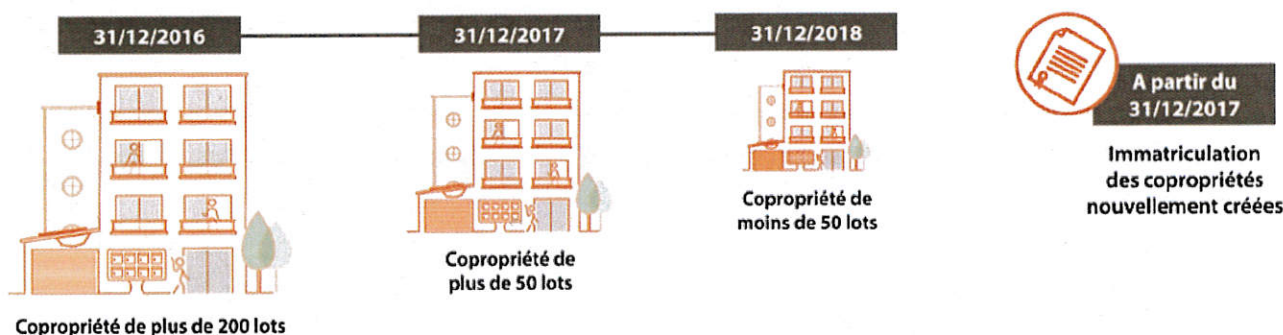 31/12/2016
31/12/2017
31/12/2018
A partir du
31/12/2017
Immatriculation
des copropriétés
nouvellement créées
Copropriété de
moins de 50 lots
Copropriété de
plus de 50 lots
Copropriété de plus de 200 lots